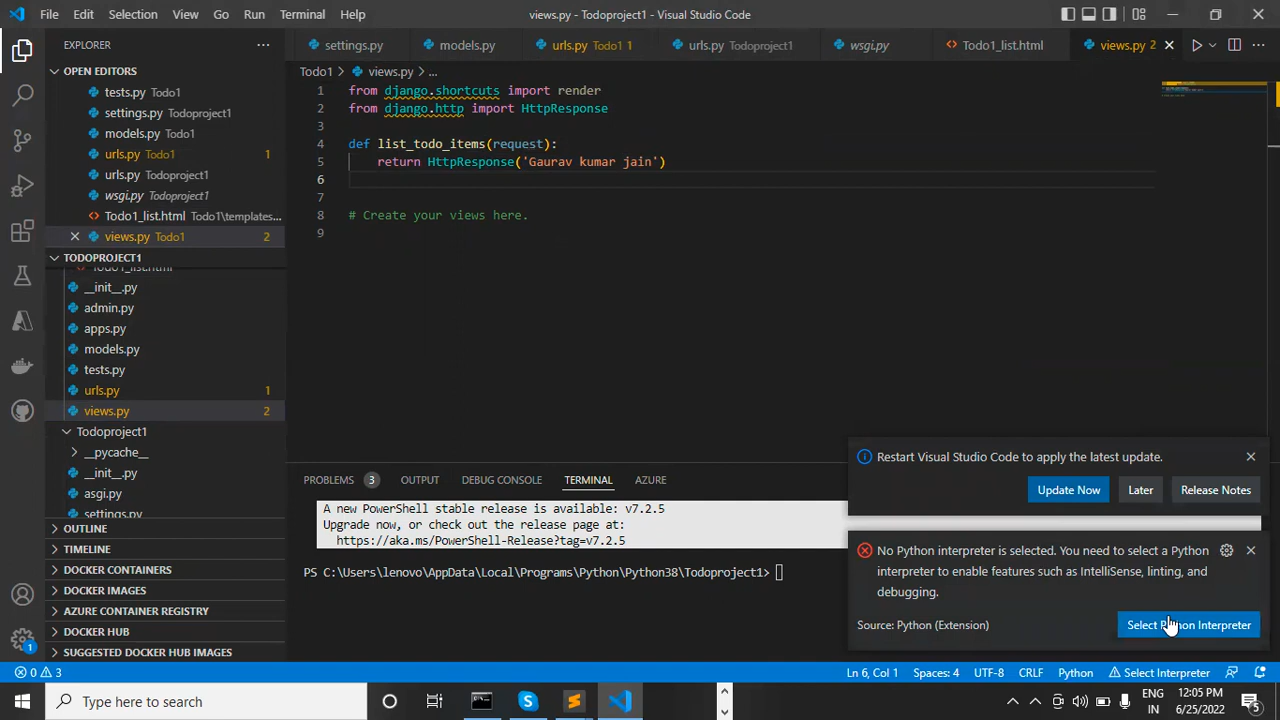 File Edit Selection View Go Run Terminal Help
views.py - Todoproject1 - Visual Studio Code
EXPLORER
OPEN EDITORS
tests.py Todo1
settings.py Todoproject1
models.py Todo1
urls.py Todo1 1
urls.py Todoproject1
wsgi.py Todoproject1
Todo1_list.html Todo1\templates...
views.py Todo1 2
TODOPROJECT1
Todo1_list.html
__init__.py
admin.py
apps.py
models.py
tests.py
urls.py 1
views.py 2
Todoproject1
__pycache__
__init__.py
asgi.py
settings.py
OUTLINE
TIMELINE
DOCKER CONTAINERS
DOCKER IMAGES
AZURE CONTAINER REGISTRY
DOCKER HUB
SUGGESTED DOCKER HUB IMAGES
settings.py models.py urls.py Todo1 1 urls.py Todoproject1 wsgi.py Todo1_list.html views.py 2
Todo1 > views.py > ...
1 from django.shortcuts import render
2 from django.http import HttpResponse
3
4 def list_todo_items(request):
5 return HttpResponse('Gaurav kumar jain')
6
7
8 # Create your views here.
9
PROBLEMS 3 OUTPUT DEBUG CONSOLE TERMINAL AZURE
A new PowerShell stable release is available: v7.2.5
Upgrade now, or check out the release page at:
https://aka.ms/PowerShell-Release?tag=v7.2.5
PS C:\Users\lenovo\AppData\Local\Programs\Python\Python38\Todoproject1>
Restart Visual Studio Code to apply the latest update.
Update Now Later Release Notes
No Python interpreter is selected. You need to select a Python
interpreter to enable features such as IntelliSense, linting, and
debugging.
Source: Python (Extension) Select Python Interpreter
1
0 3 Ln 6, Col 1 Spaces: 4 UTF-8 CRLF Python Select Interpreter
Type here to search
ENG
IN
12:05 PM
6/25/2022
5